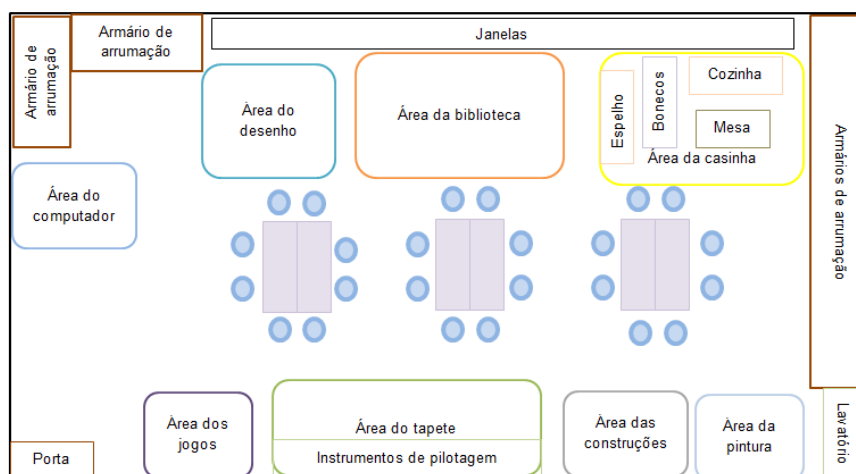 Armário de
arrumação
Armário de
arrumação
Janelas
Área do
desenho
Área da biblioteca
Espelho
Bonecos
Cozinha
Mesa
Área da casinha
Armários de arrumação
Área do
computador
Área dos
jogos
Área do tapete
Instrumentos de pilotagem
Área das
construções
Área da
pintura
Lavatório
Porta